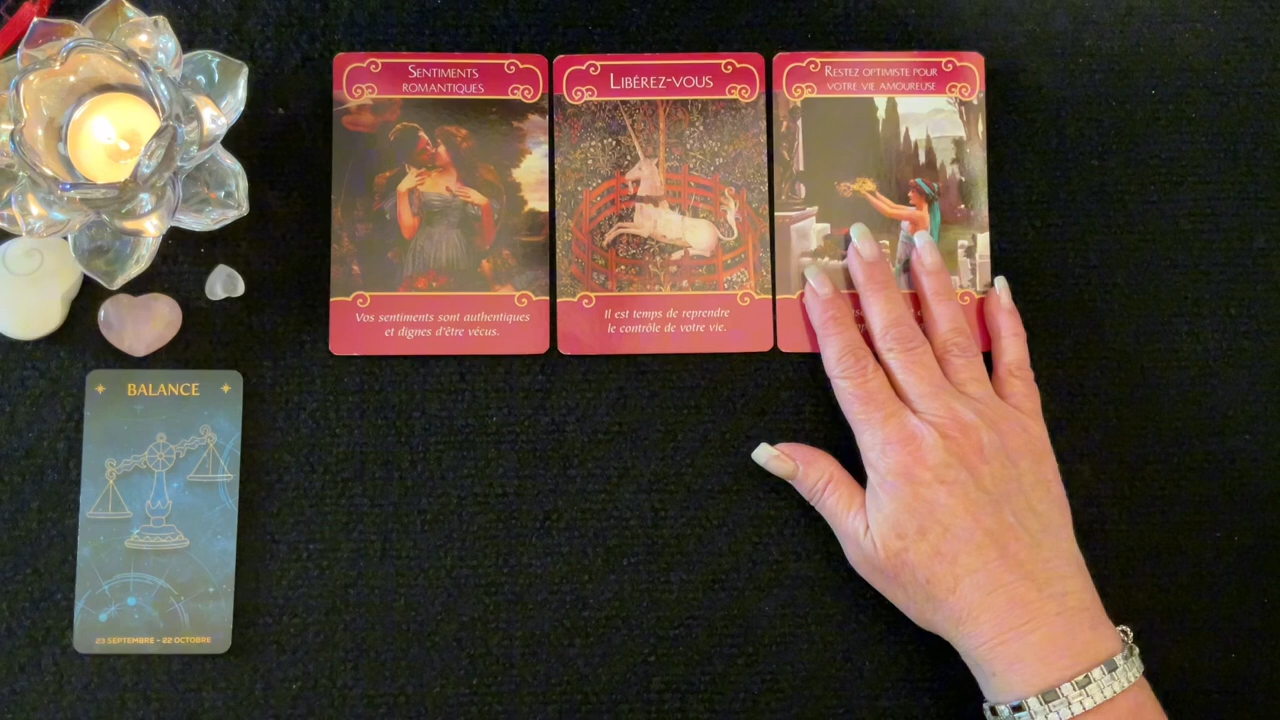 SENTIMENTS
ROMANTIQUES
Vos sentiments sont authentiques
et dignes d'être vécus.
LIBÉREZ-VOUS
Il est temps de reprendre
le contrôle de votre vie.
RESTEZ OPTIMISTE POUR
VOTRE VIE AMOUREUSE
BALANCE
23 SEPTEMBRE - 22 OCTOBRE